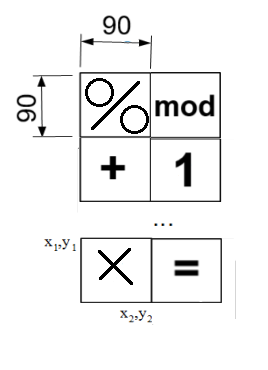 90
90
% mod
+ 1
...
x₁,y₁
× =
x₂,y₂